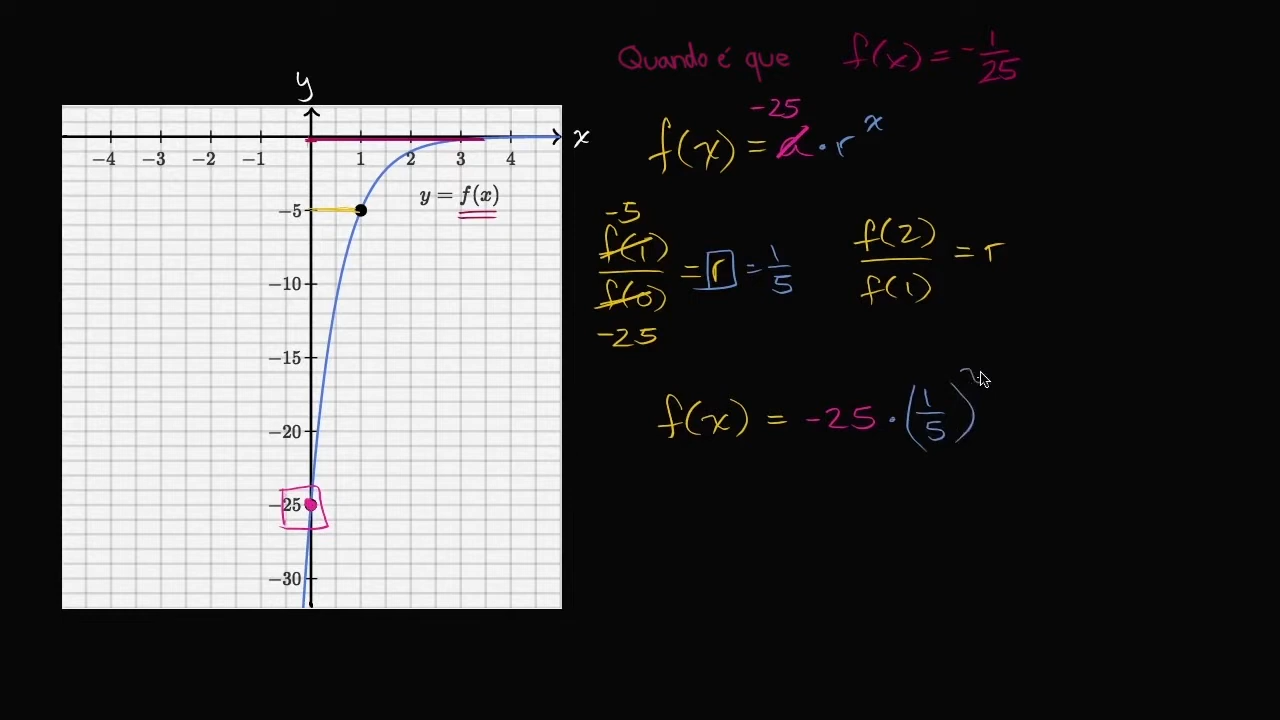 Quando é que f(x) = -1/25
y
-25
f(x) = a · r^x
x
-4 -3 -2 -1 1 2 3 4
y = f(x)
-5
-10
-15
-20
-25
-30
-5
f(1)/f(0) = r = 1/5
-25
f(2)/f(1) = r
f(x) = -25 · (1/5)